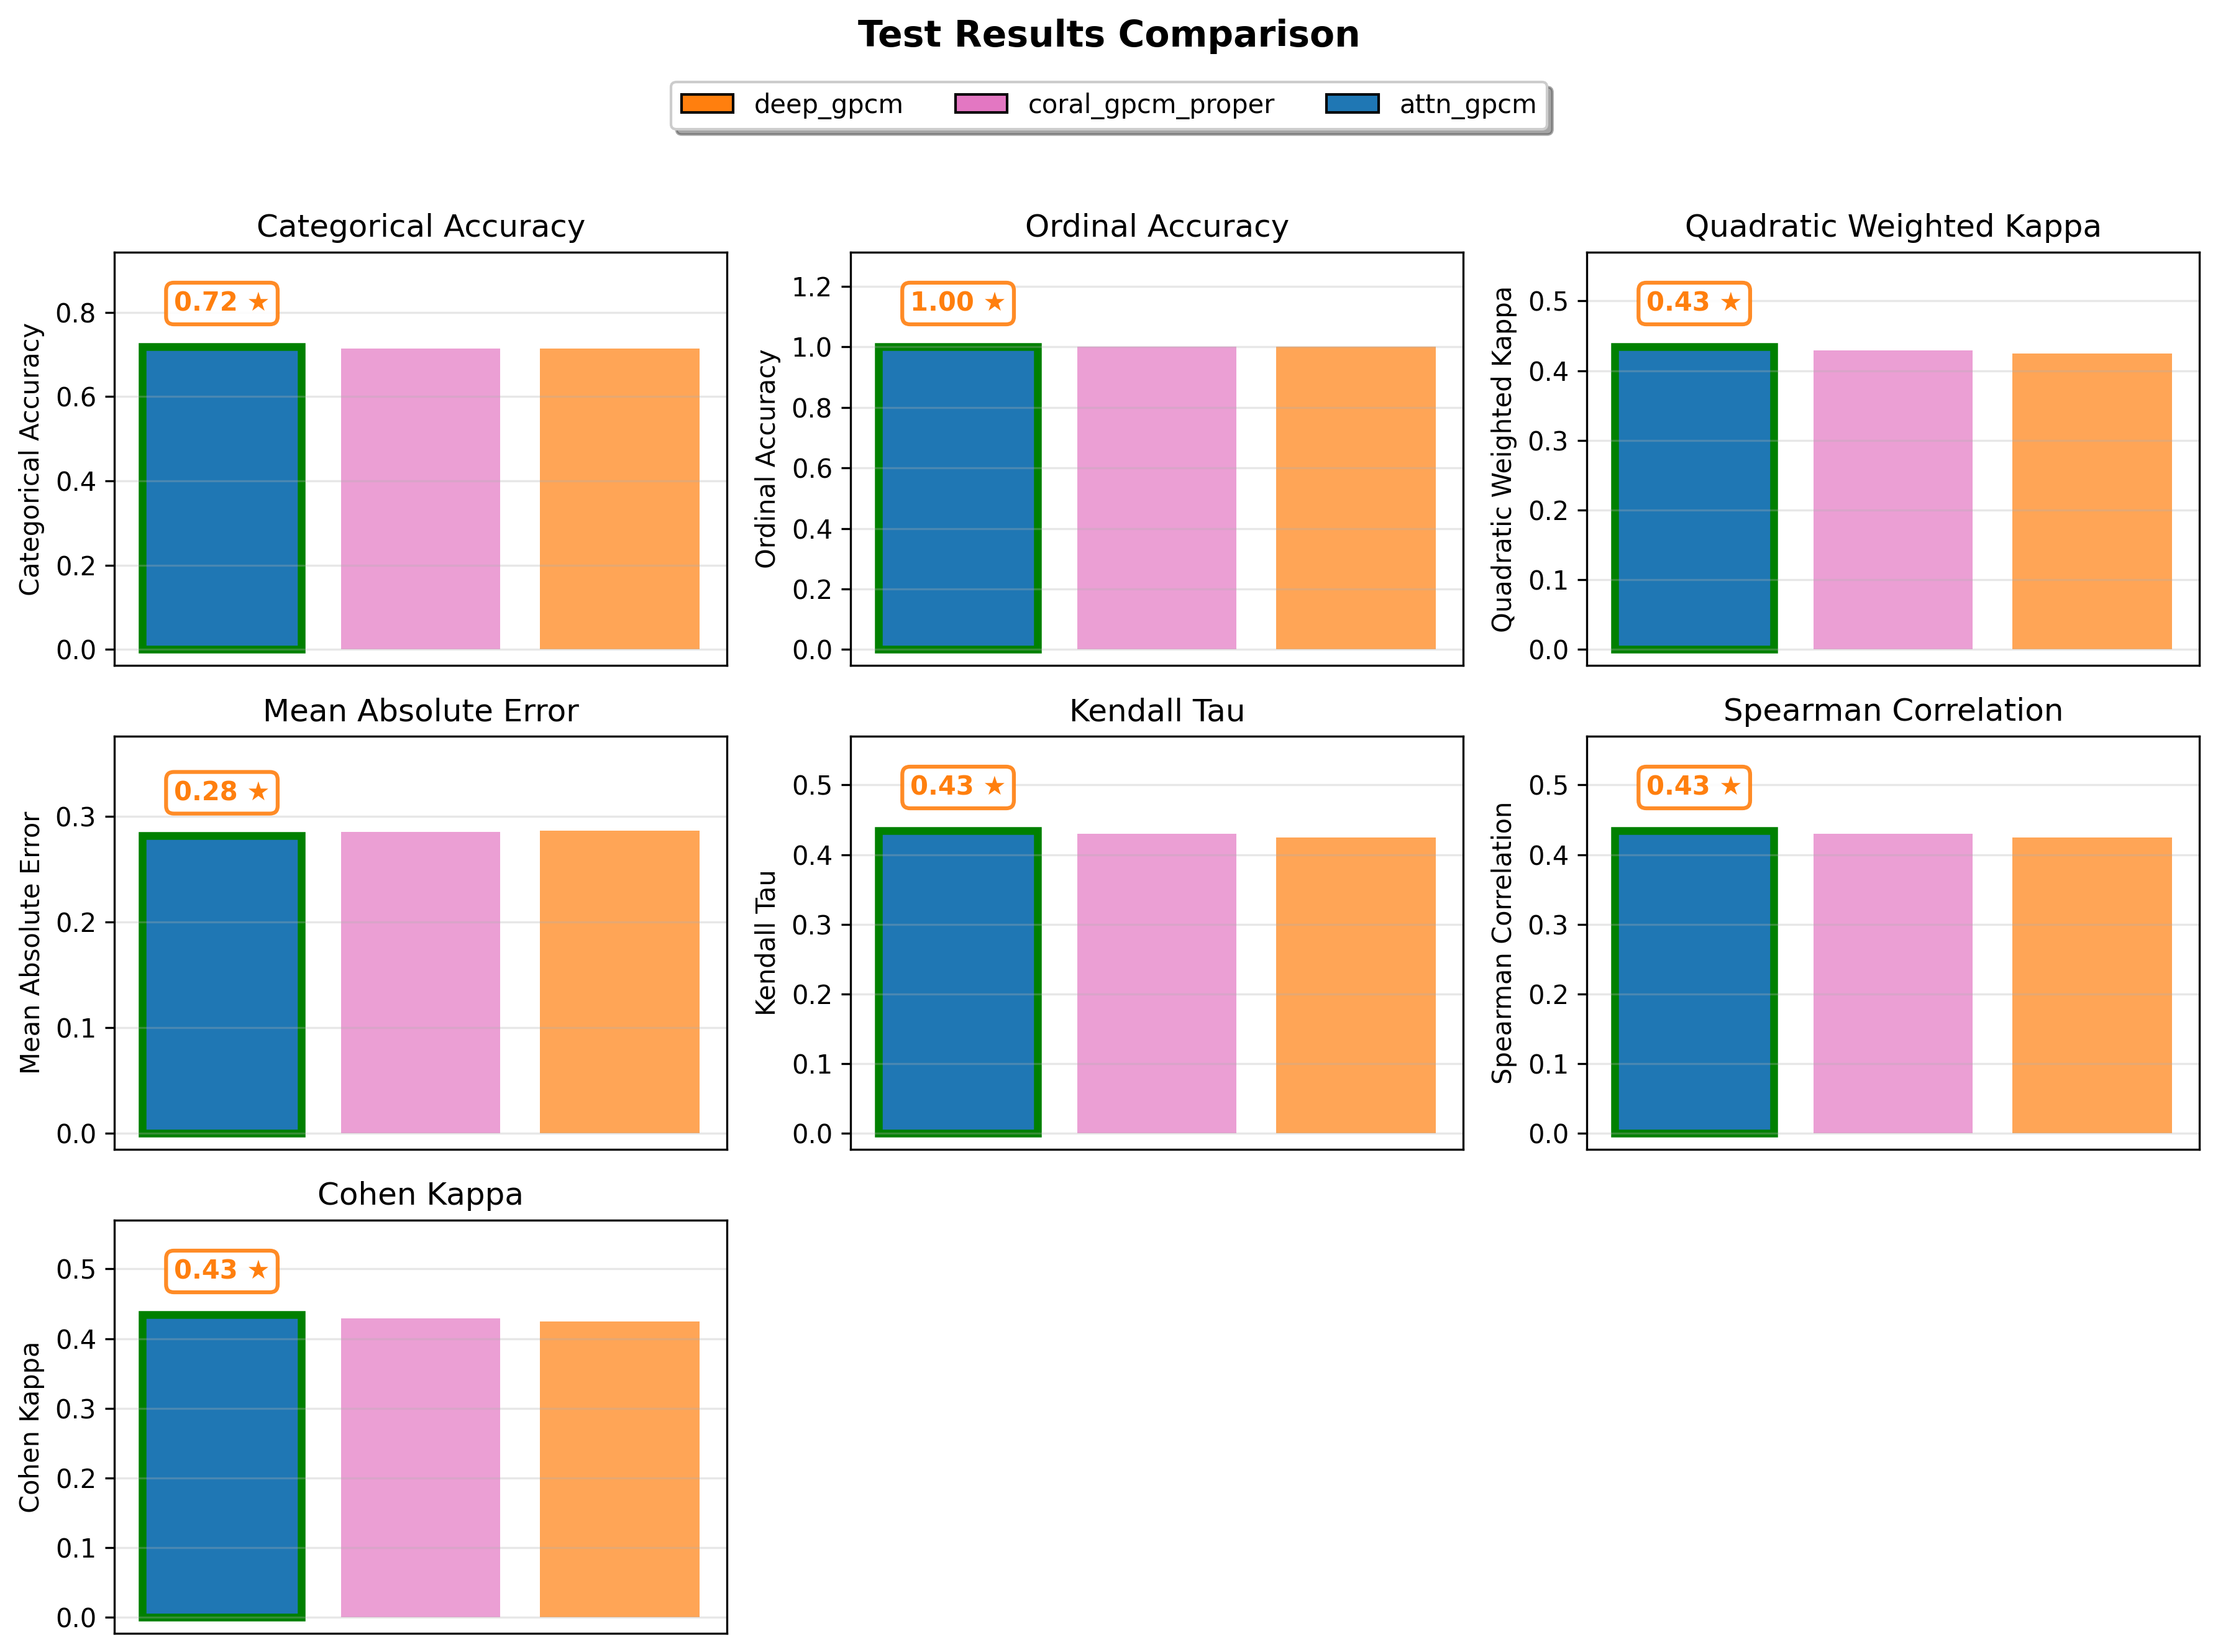 Test Results Comparison
deep_gpcm coral_gpcm_proper attn_gpcm
Categorical Accuracy
Categorical Accuracy
0.8
0.6
0.4
0.2
0.0
0.72 ★
Ordinal Accuracy
Ordinal Accuracy
1.2
1.0
0.8
0.6
0.4
0.2
0.0
1.00 ★
Quadratic Weighted Kappa
Quadratic Weighted Kappa
0.5
0.4
0.3
0.2
0.1
0.0
0.43 ★
Mean Absolute Error
Mean Absolute Error
0.3
0.2
0.1
0.0
0.28 ★
Kendall Tau
Kendall Tau
0.5
0.4
0.3
0.2
0.1
0.0
0.43 ★
Spearman Correlation
Spearman Correlation
0.5
0.4
0.3
0.2
0.1
0.0
0.43 ★
Cohen Kappa
Cohen Kappa
0.5
0.4
0.3
0.2
0.1
0.0
0.43 ★